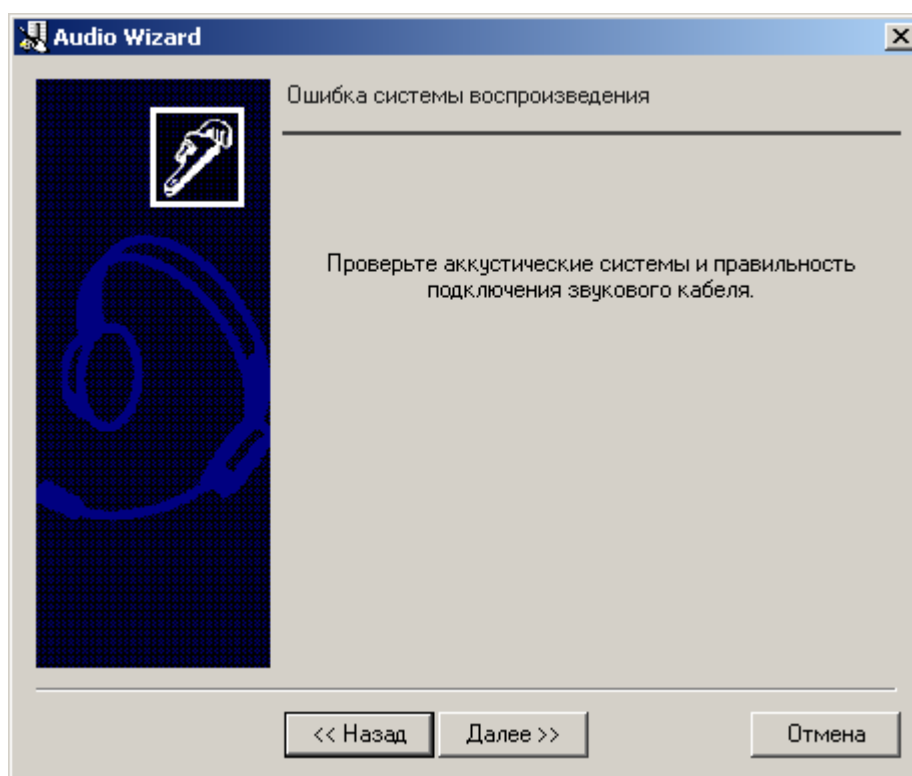 Audio Wizard
Ошибка системы воспроизведения
Проверьте аккустические системы и правильность
подключения звукового кабеля.
<< Назад
Далее >>
Отмена